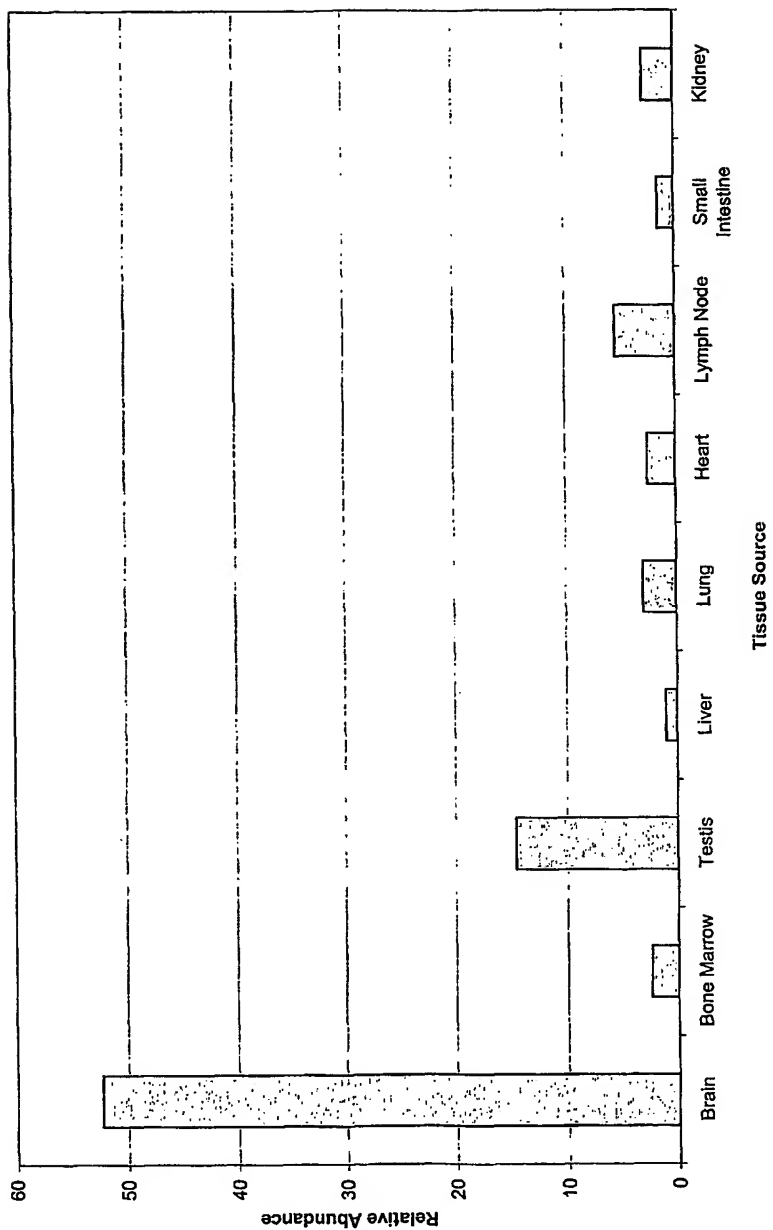 Relative Abundance
60
50
40
30
20
10
0
Brain
Bone Marrow
Testis
Liver
Lung
Heart
Lymph Node
Small
Intestine
Kidney
Tissue Source